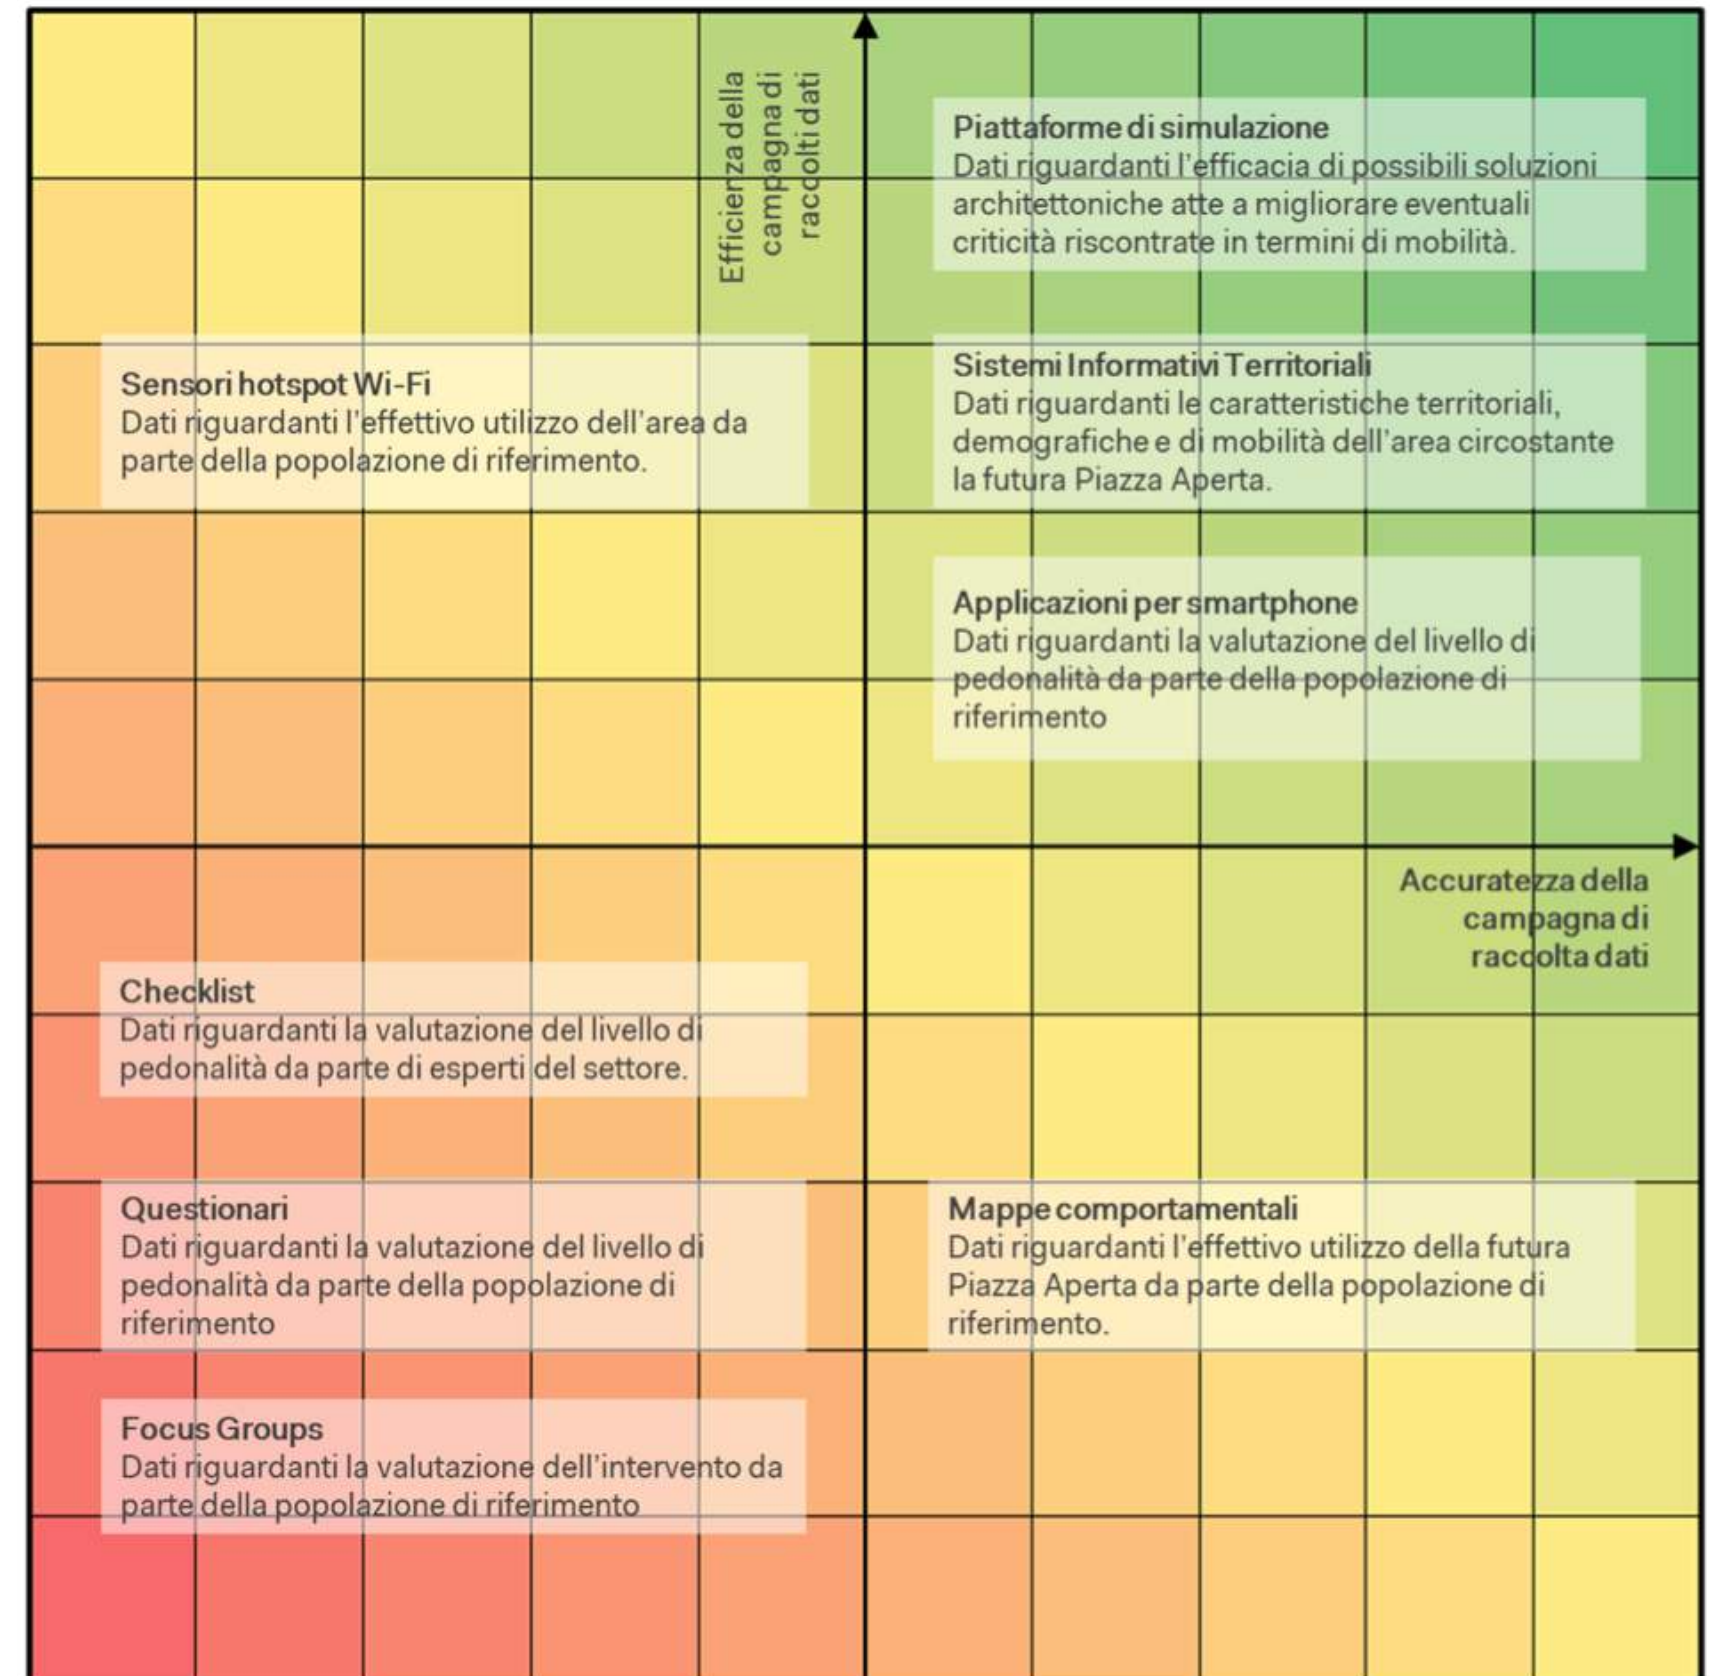 Efficienza della
campagna di
raccolti dati
Piattaforme di simulazione
Dati riguardanti l'efficacia di possibili soluzioni
architettoniche atte a migliorare eventuali
criticità riscontrate in termini di mobilità.
Sensori hotspot Wi-Fi
Dati riguardanti l'effettivo utilizzo dell'area da
parte della popolazione di riferimento.
Sistemi Informativi Territoriali
Dati riguardanti le caratteristiche territoriali,
demografiche e di mobilità dell'area circostante
la futura Piazza Aperta.
Applicazioni per smartphone
Dati riguardanti la valutazione del livello di
pedonalità da parte della popolazione di
riferimento
Accuratezza della
campagna di
raccolta dati
Checklist
Dati riguardanti la valutazione del livello di
pedonalità da parte di esperti del settore.
Questionari
Dati riguardanti la valutazione del livello di
pedonalità da parte della popolazione di
riferimento
Mappe comportamentali
Dati riguardanti l'effettivo utilizzo della futura
Piazza Aperta da parte della popolazione di
riferimento.
Focus Groups
Dati riguardanti la valutazione dell'intervento da
parte della popolazione di riferimento